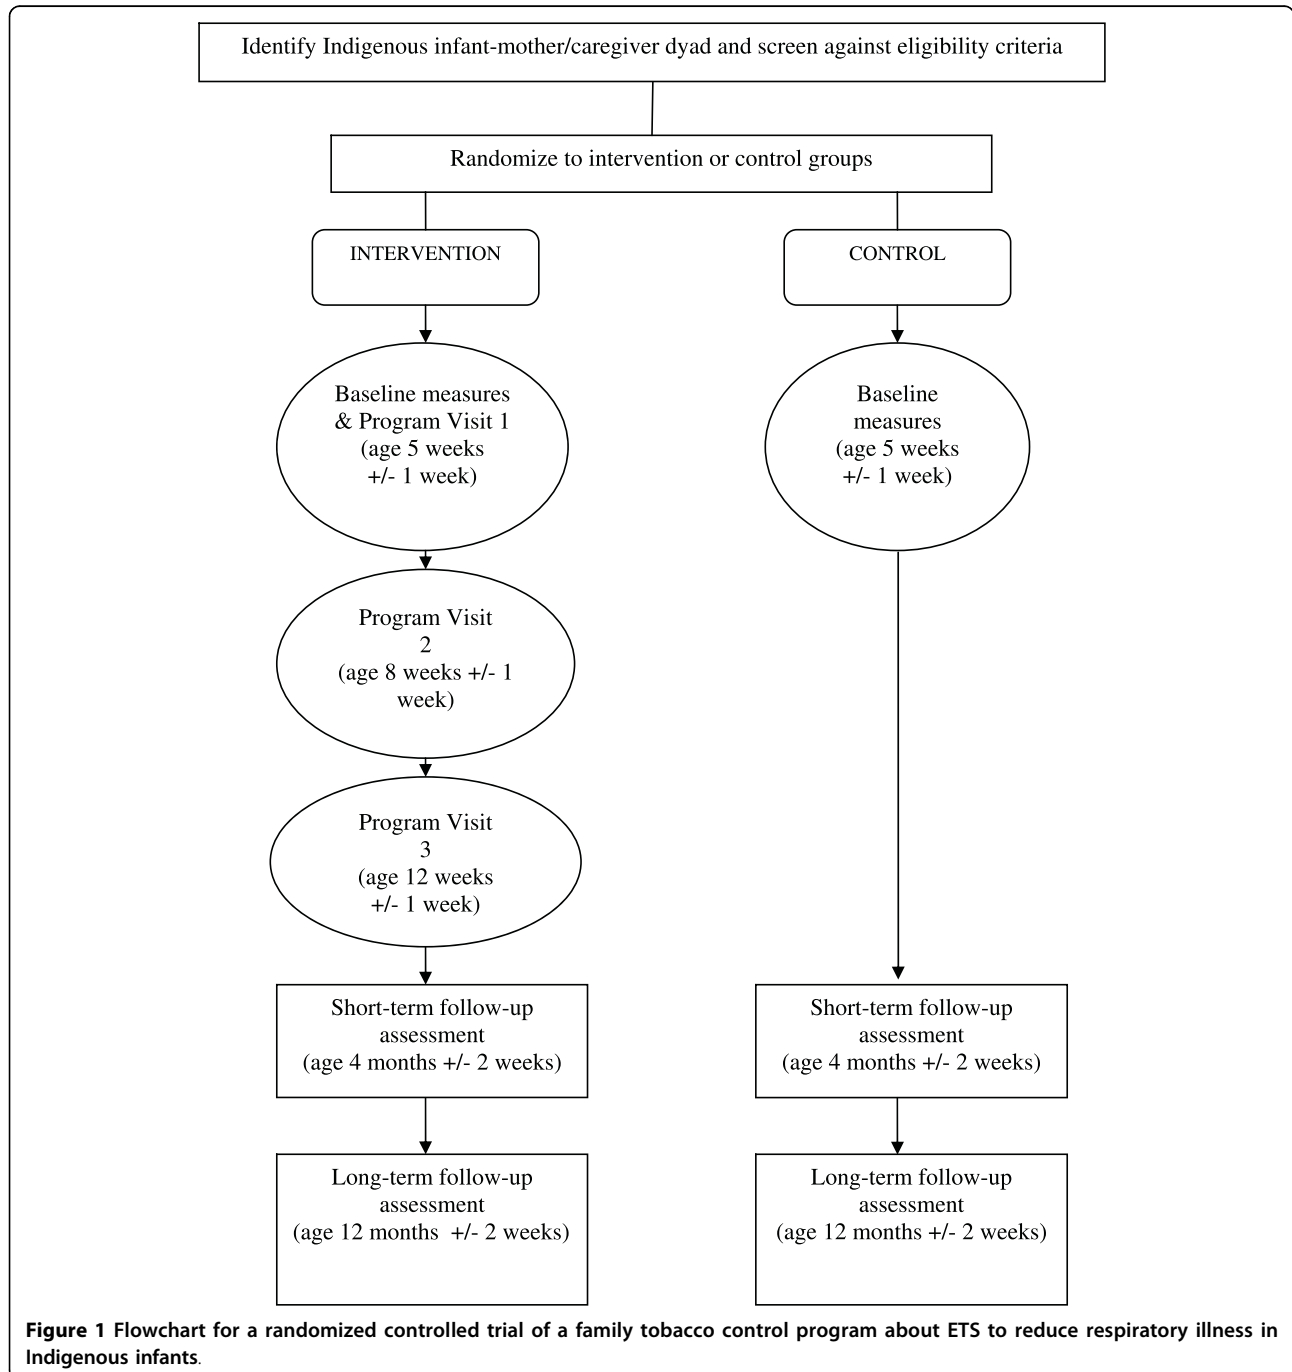 Identify Indigenous infant-mother/caregiver dyad and screen against eligibility criteria
Randomize to intervention or control groups
INTERVENTION
CONTROL
Baseline measures
& Program Visit 1
(age 5 weeks
+/- 1 week)
Baseline
measures
(age 5 weeks
+/- 1 week)
Program Visit
2
(age 8 weeks +/- 1
week)
Program Visit
3
(age 12 weeks
+/- 1 week)
Short-term follow-up
assessment
(age 4 months +/- 2 weeks)
Short-term follow-up
assessment
(age 4 months +/- 2 weeks)
Long-term follow-up
assessment
(age 12 months  +/- 2 weeks)
Long-term follow-up
assessment
(age 12 months +/- 2 weeks)
Figure 1 Flowchart for a randomized controlled trial of a family tobacco control program about ETS to reduce respiratory illness in
Indigenous infants.